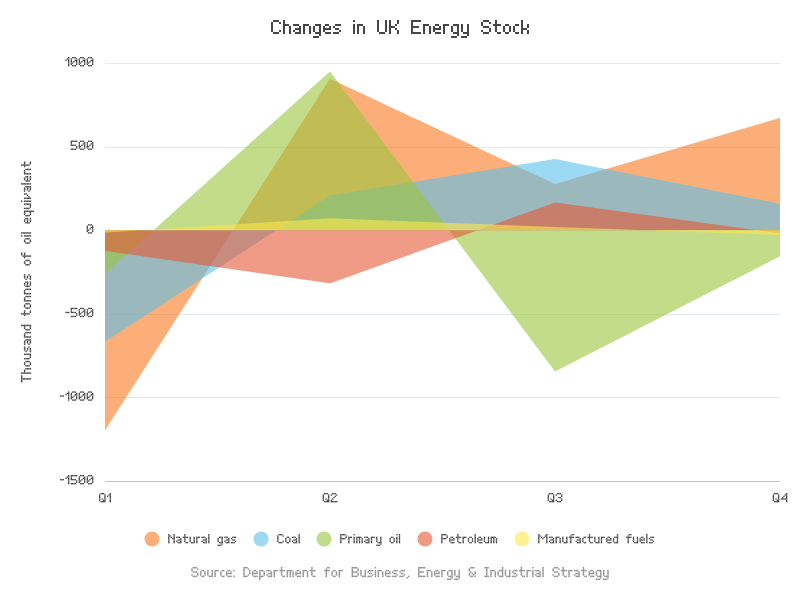 Changes in UK Energy Stock
1000
500
0
-500
-1000
-1500
Thousand tonnes of oil equivalent
Q1 Q2 Q3 Q4
Natural gas Coal Primary oil Petroleum Manufactured fuels
Source: Department for Business, Energy & Industrial Strategy